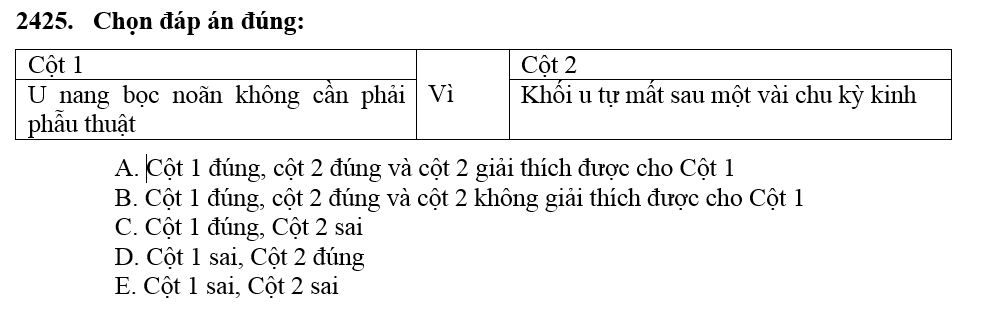 2425. Chọn đáp án đúng:
Cột 1
U nang bọc noãn không cần phải
phẫu thuật
Vì
Cột 2
Khối u tự mất sau một vài chu kỳ kinh
A. Cột 1 đúng, cột 2 đúng và cột 2 giải thích được cho Cột 1
B. Cột 1 đúng, cột 2 đúng và cột 2 không giải thích được cho Cột 1
C. Cột 1 đúng, Cột 2 sai
D. Cột 1 sai, Cột 2 đúng
E. Cột 1 sai, Cột 2 sai